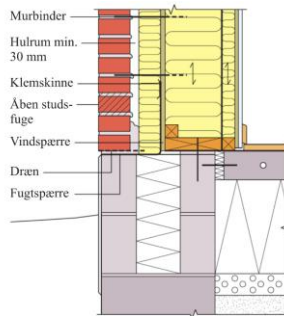 Murbinder
Hulrum min.
30 mm
Klemskinne
Åben studs-
fuge
Vindspærre
Dræn
Fugtspærre